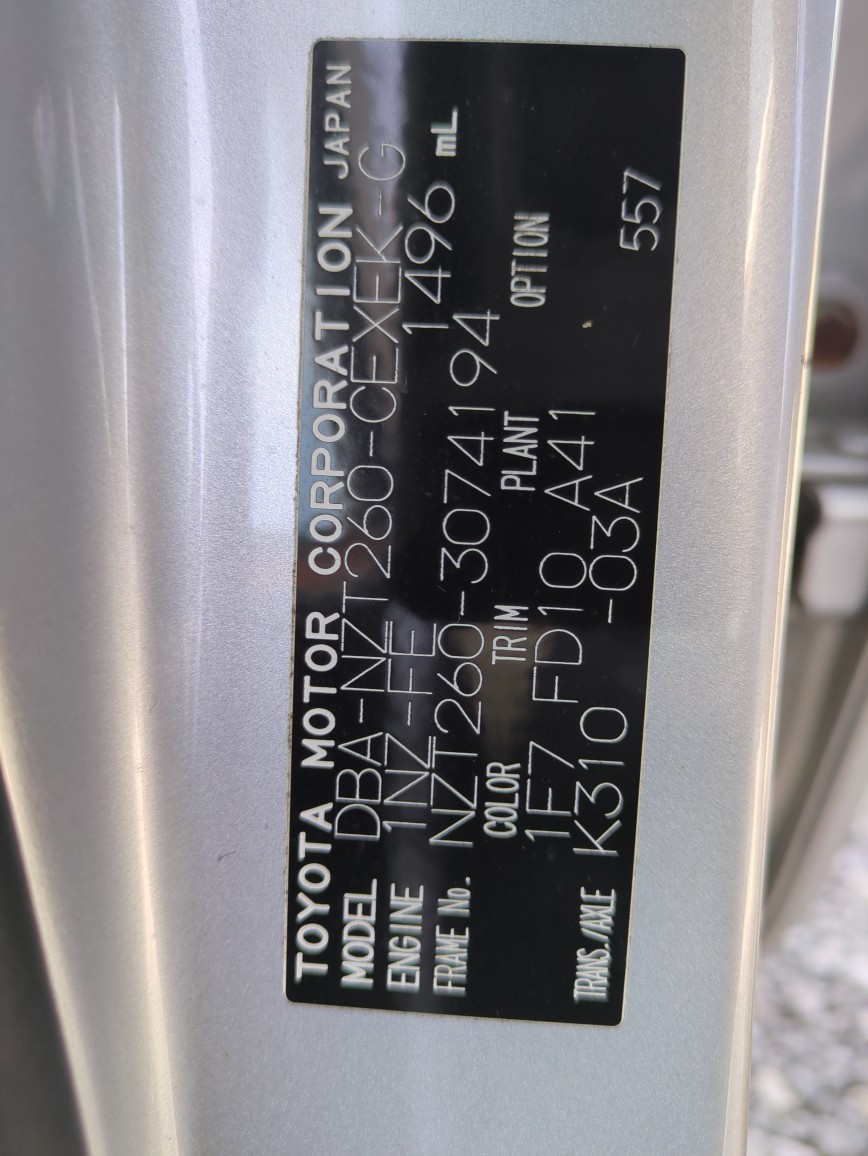 TOYOTA MOTOR CORPORATION JAPAN
MODEL DBA-NZT260-CEXEK-G
ENGINE 1NZ-FE 1496 mL
FRAME No. NZT260-3074194
COLOR TRIM PLANT OPTION
1F7 FD10 A41
TRANS./AXLE K310 -03A 557